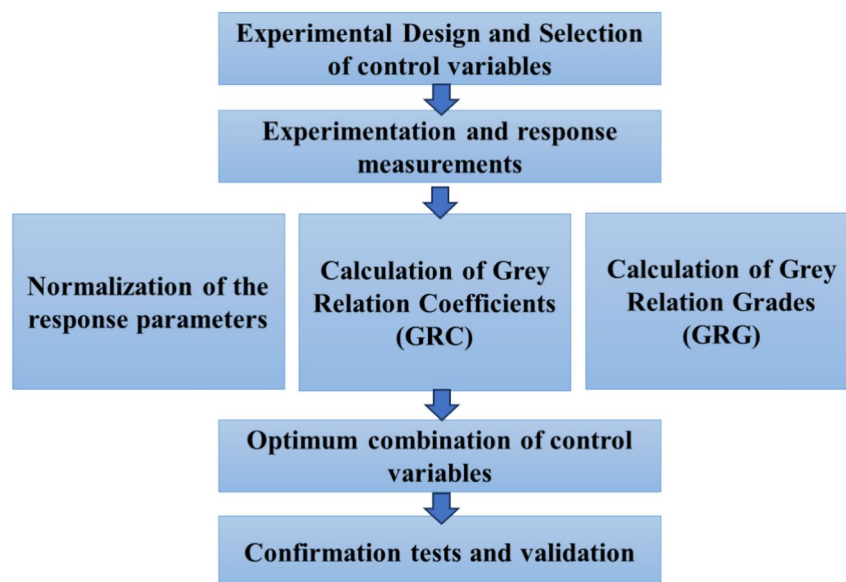 Experimental Design and Selection
of control variables
Experimentation and response
measurements
Normalization of the
response parameters
Calculation of Grey
Relation Coefficients
(GRC)
Calculation of Grey
Relation Grades
(GRG)
Optimum combination of control
variables
Confirmation tests and validation